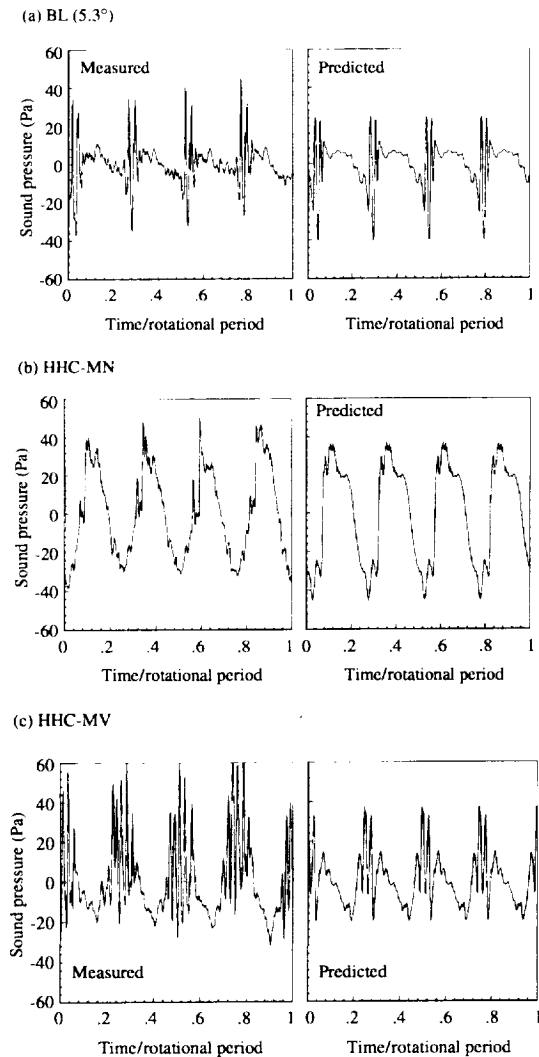 (a) BL (5.3°)
Measured
Predicted
Sound pressure (Pa)
60
40
20
0
-20
-40
-60
0 .2 .4 .6 .8 1
0 .2 .4 .6 .8 1
Time/rotational period
Time/rotational period
(b) HHC-MN
Predicted
Sound pressure (Pa)
60
40
20
0
-20
-40
-60
0 .2 .4 .6 .8 1
0 .2 .4 .6 .8 1
Time/rotational period
Time/rotational period
(c) HHC-MV
Sound pressure (Pa)
60
40
20
0
-20
-40
-60
Measured
Predicted
0 .2 .4 .6 .8 1
0 .2 .4 .6 .8 1
Time/rotational period
Time/rotational period